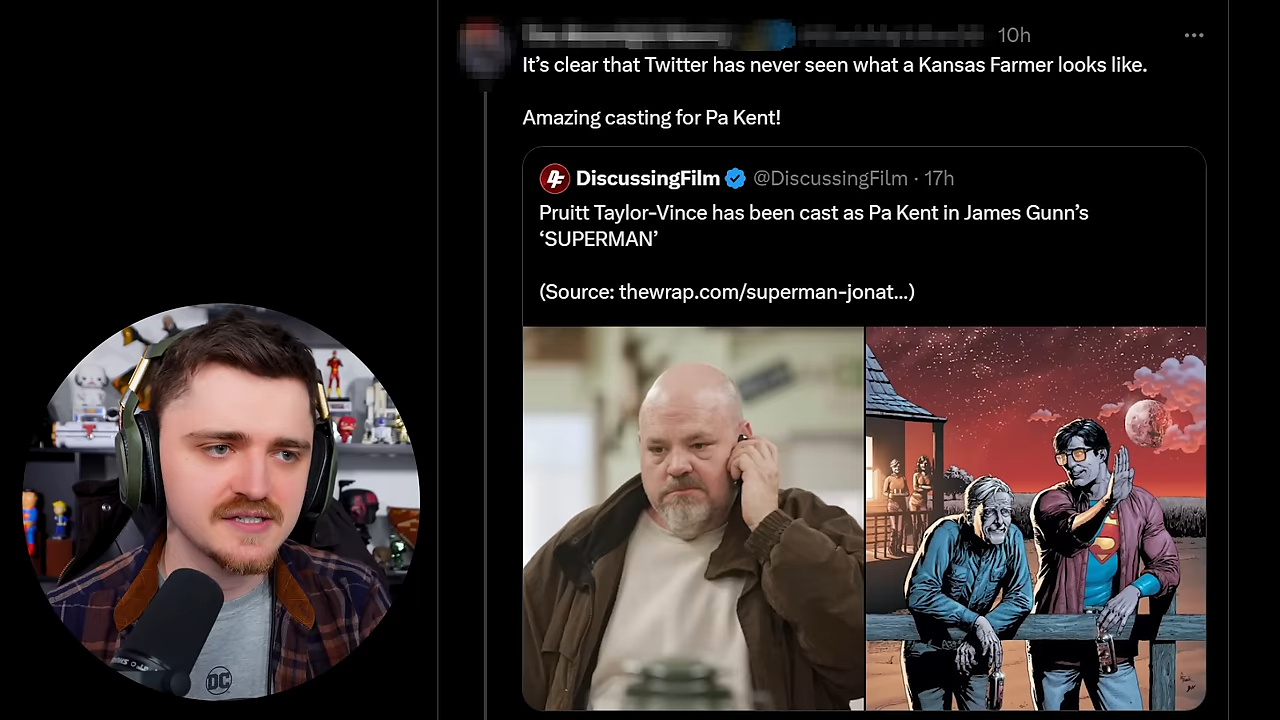 10h
It’s clear that Twitter has never seen what a Kansas Farmer looks like.
Amazing casting for Pa Kent!
DiscussingFilm @DiscussingFilm · 17h
Pruitt Taylor-Vince has been cast as Pa Kent in James Gunn’s
‘SUPERMAN’
(Source: thewrap.com/superman-jonat...)
DC